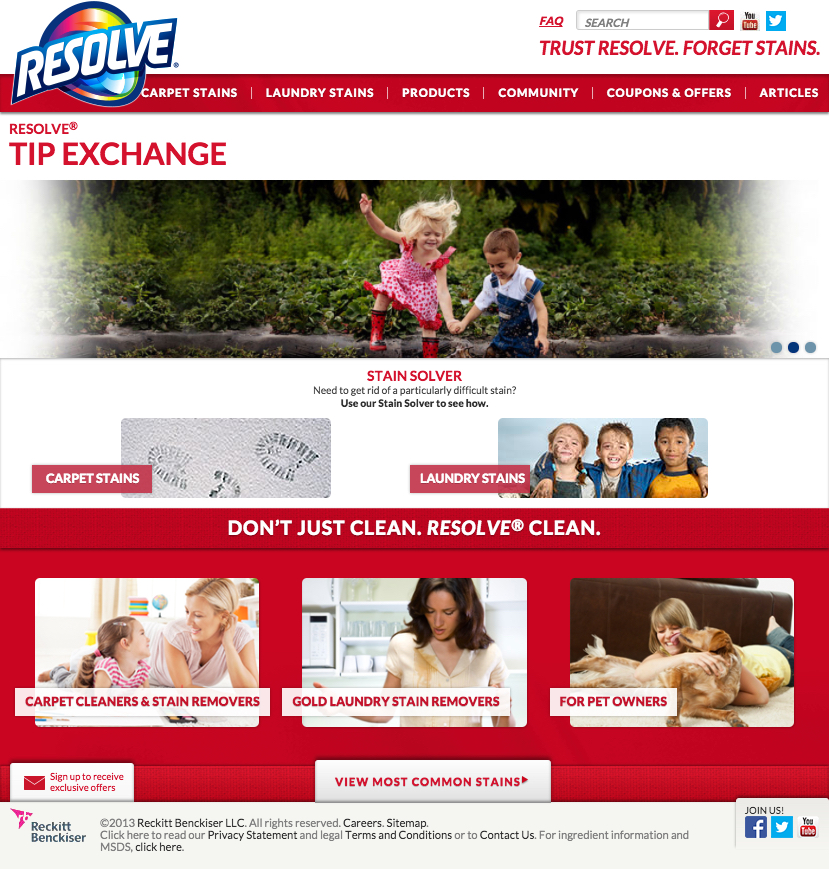 RESOLVE®
FAQ
SEARCH
You Tube
TRUST RESOLVE. FORGET STAINS.
CARPET STAINS
LAUNDRY STAINS
PRODUCTS
COMMUNITY
COUPONS & OFFERS
ARTICLES
RESOLVE®
TIP EXCHANGE
STAIN SOLVER
Need to get rid of a particularly difficult stain?
Use our Stain Solver to see how.
CARPET STAINS
LAUNDRY STAINS
DON'T JUST CLEAN. RESOLVE® CLEAN.
CARPET CLEANERS & STAIN REMOVERS
GOLD LAUNDRY STAIN REMOVERS
FOR PET OWNERS
Sign up to receive
exclusive offers
VIEW MOST COMMON STAINS
Reckitt
Benckiser
©2013 Reckitt Benckiser LLC. All rights reserved. Careers. Sitemap.
Click here to read our Privacy Statement and legal Terms and Conditions or to Contact Us. For ingredient information and
MSDS, click here.
JOIN US!
You Tube